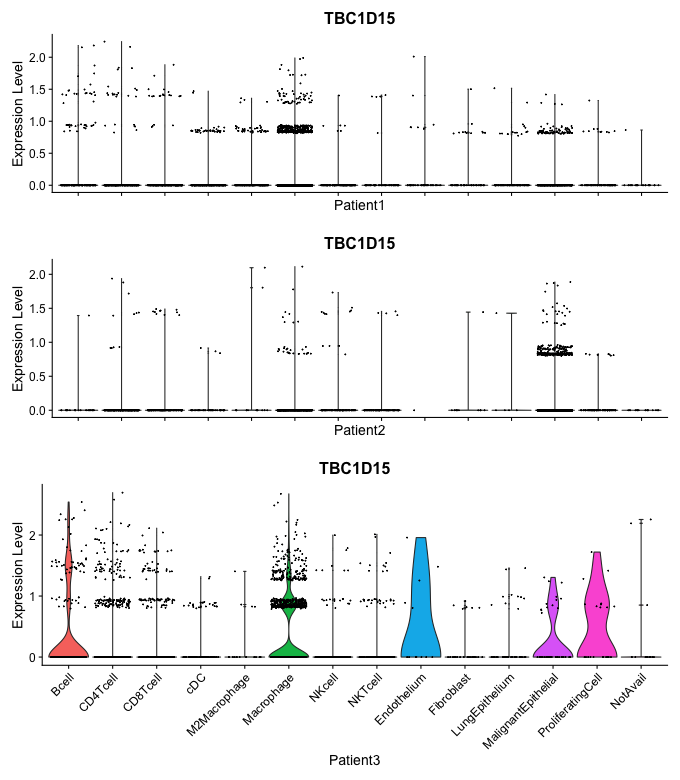 TBC1D15
Expression Level
2.0
1.5
1.0
0.5
0.0
Patient1
TBC1D15
Expression Level
2.0
1.5
1.0
0.5
0.0
Patient2
TBC1D15
Expression Level
2
1
0
Bcell
CD4Tcell
CD8Tcell
cDC
M2Macrophage
Macrophage
NKcell
NKTcell
Endothelium
Fibroblast
LungEpithelium
MalignantEpithelial
ProliferatingCell
NotAvail
Patient3